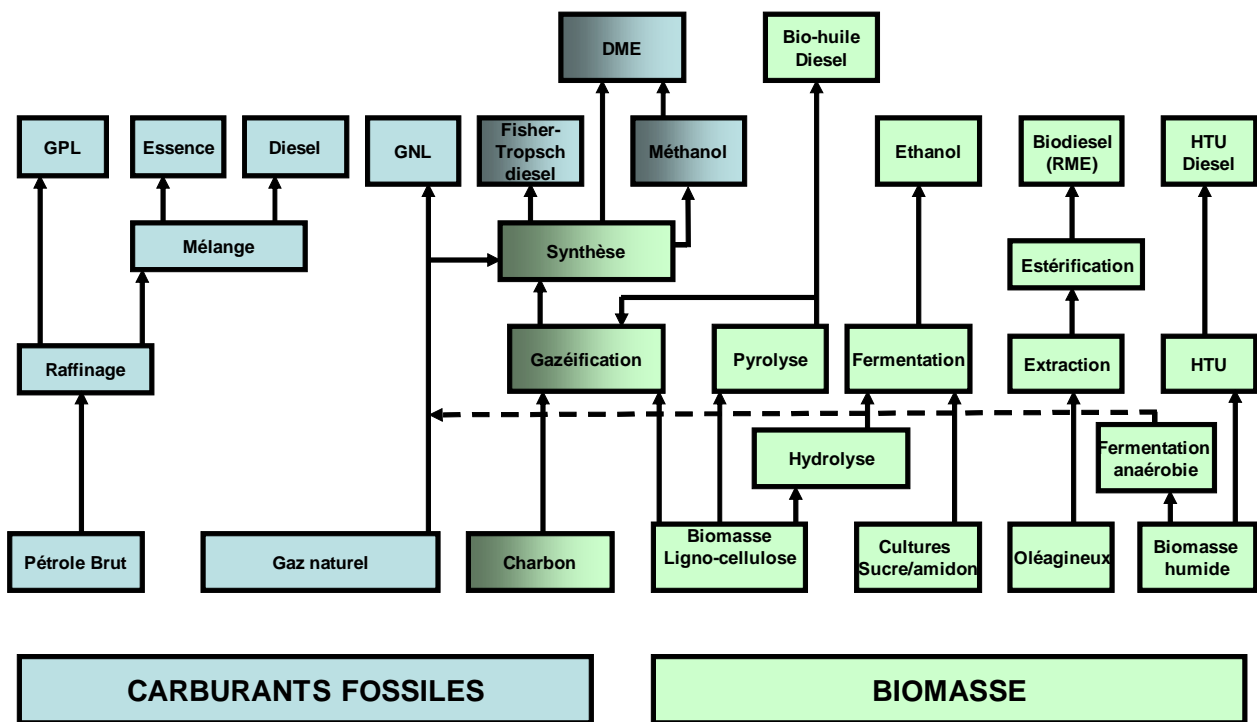 DME
Bio-huile
Diesel
GPL
Essence
Diesel
GNL
Fisher-
Tropsch
diesel
Méthanol
Ethanol
Biodiesel
(RME)
HTU
Diesel
Mélange
Synthèse
Estérification
Raffinage
Gazéification
Pyrolyse
Fermentation
Extraction
HTU
Hydrolyse
Fermentation
anaérobie
Pétrole Brut
Gaz naturel
Charbon
Biomasse
Ligno-cellulose
Cultures
Sucre/amidon
Oléagineux
Biomasse
humide
CARBURANTS FOSSILES
BIOMASSE